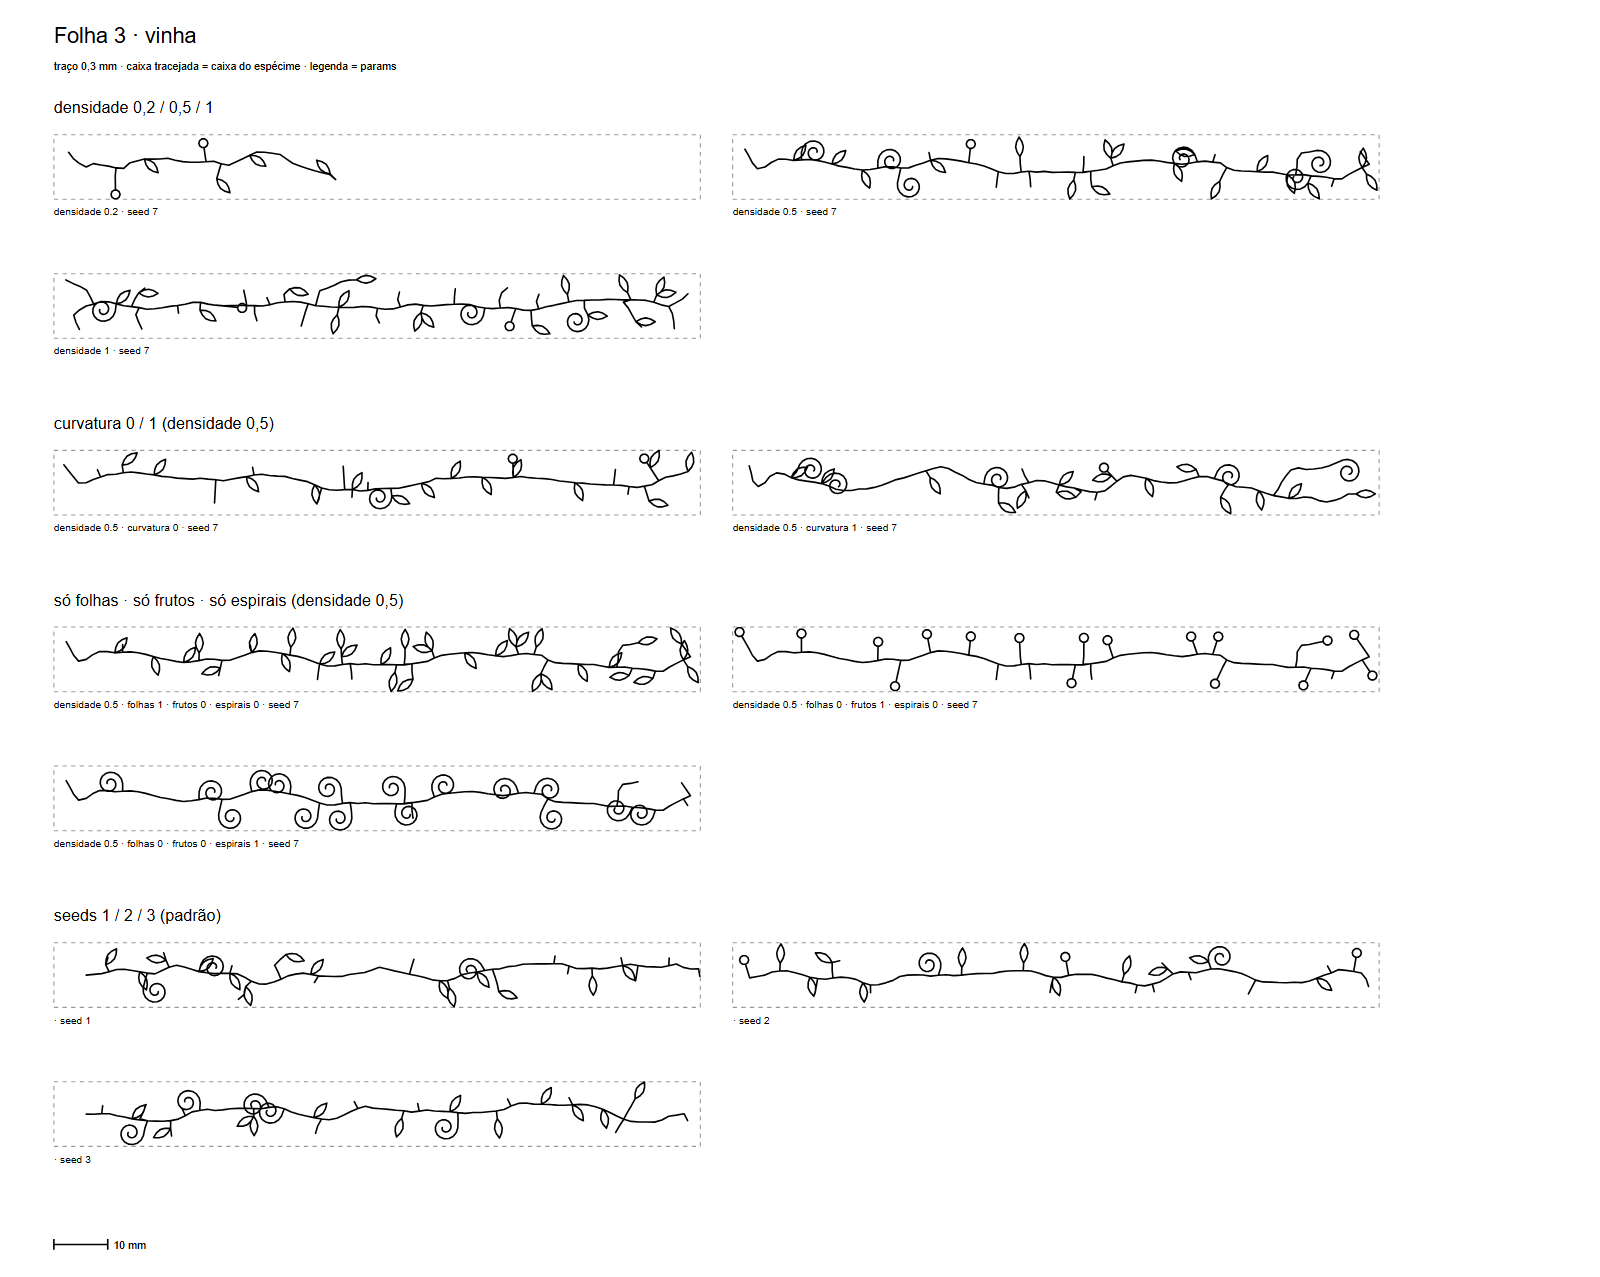 Folha 3 · vinha
traço 0,3 mm · caixa tracejada = caixa do espécime · legenda = params
densidade 0,2 / 0,5 / 1
densidade 0.2 · seed 7
densidade 0.5 · seed 7
densidade 1 · seed 7
curvatura 0 / 1 (densidade 0,5)
densidade 0.5 · curvatura 0 · seed 7
densidade 0.5 · curvatura 1 · seed 7
só folhas · só frutos · só espirais (densidade 0,5)
densidade 0.5 · folhas 1 · frutos 0 · espirais 0 · seed 7
densidade 0.5 · folhas 0 · frutos 1 · espirais 0 · seed 7
densidade 0.5 · folhas 0 · frutos 0 · espirais 1 · seed 7
seeds 1 / 2 / 3 (padrão)
· seed 1
· seed 2
· seed 3
10 mm